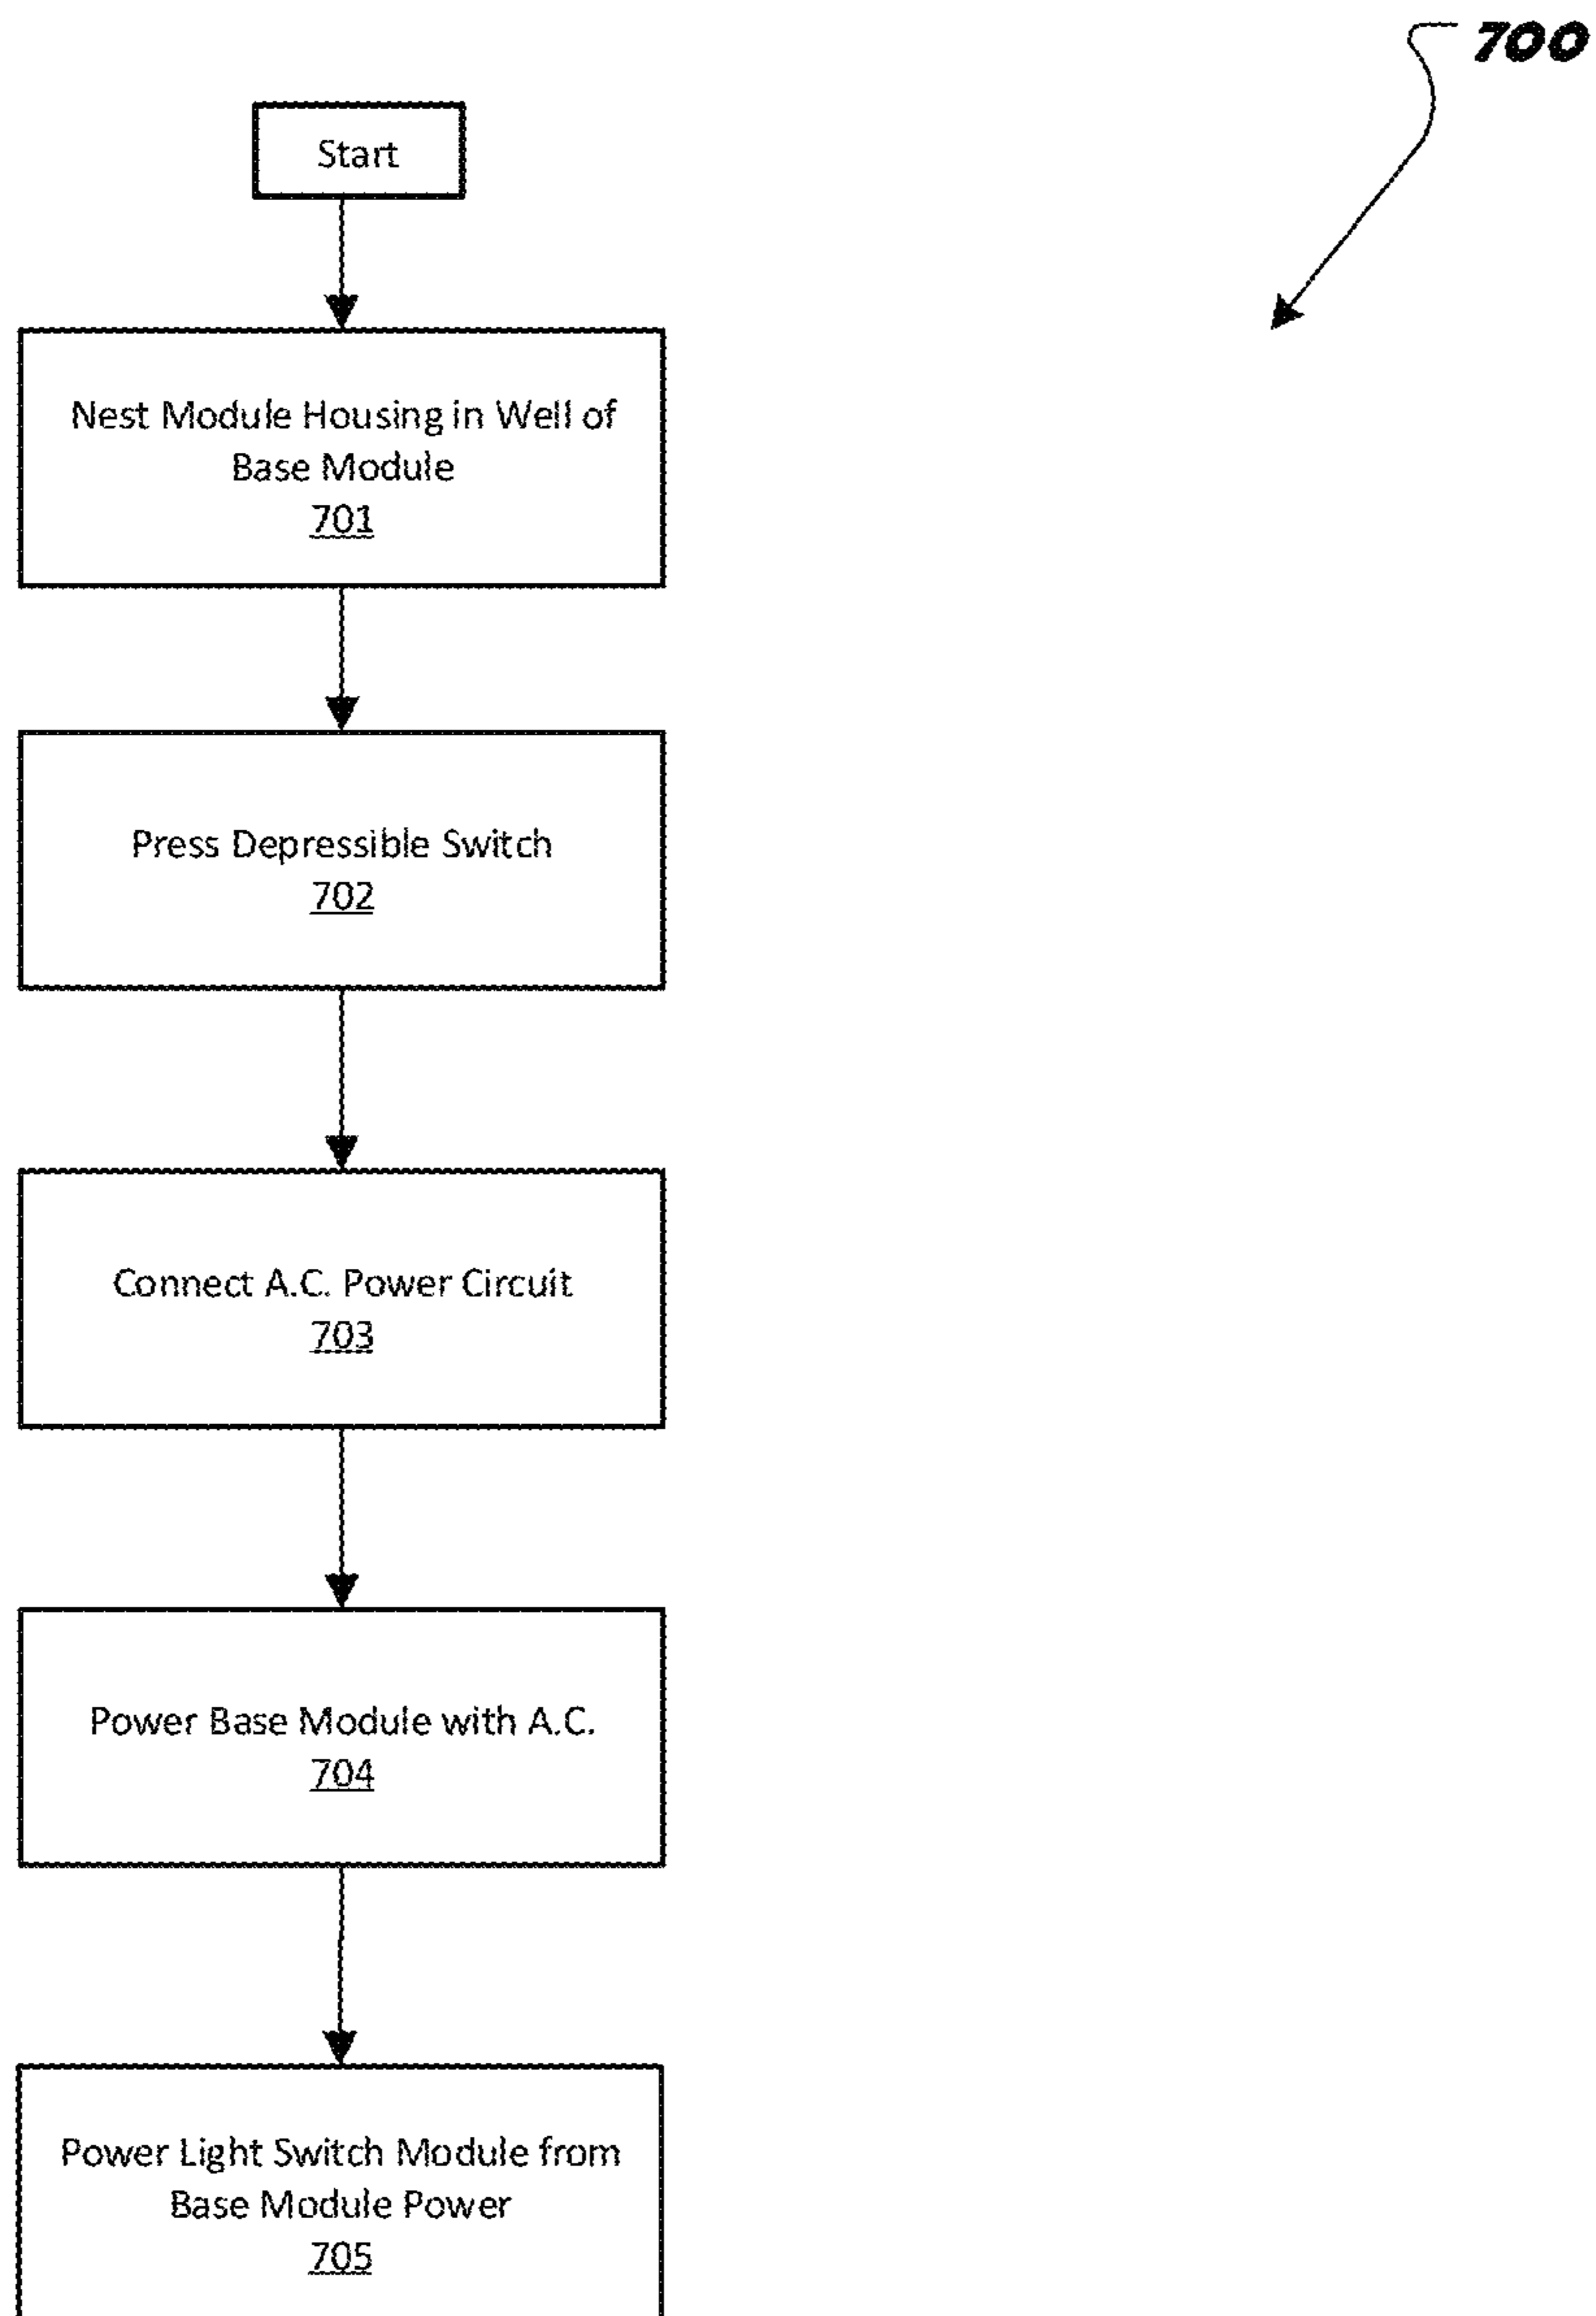 700
Start
Nest Module Housing in Well of
Base Module
701
Press Depressible Switch
702
Connect A.C. Power Circuit
703
Power Base Module with A.C.
704
Power Light Switch Module from
Base Module Power
705